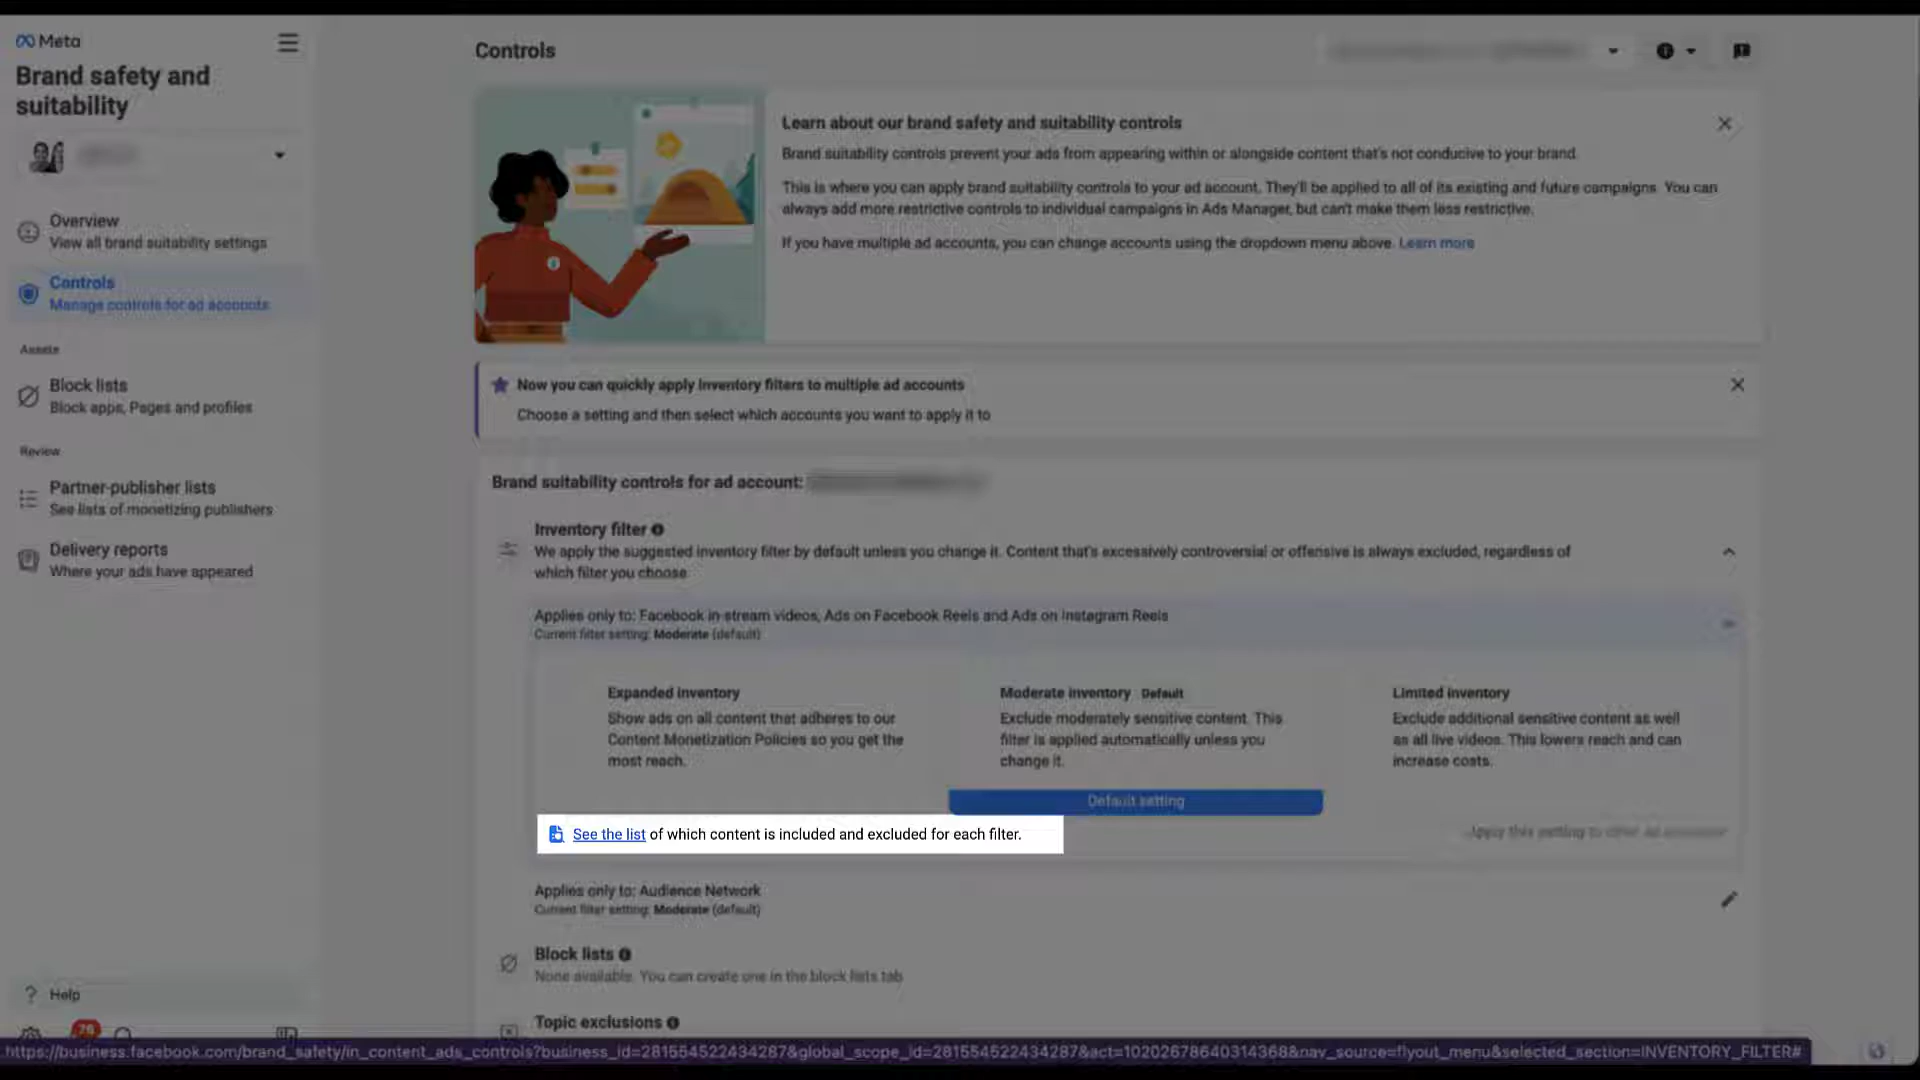 Meta
Brand safety and
suitability
Overview
View all brand suitability settings
Controls
Manage controls for ad accounts
Assets
Block lists
Block apps, Pages and profiles
Review
Partner-publisher lists
See lists of monetizing publishers
Delivery reports
Where your ads have appeared
Help
76
Controls
Learn about our brand safety and suitability controls
Brand suitability controls prevent your ads from appearing within or alongside content that's not conducive to your brand.
This is where you can apply brand suitability controls to your ad account. They'll be applied to all of its existing and future campaigns. You can
always add more restrictive controls to individual campaigns in Ads Manager, but can't make them less restrictive.
If you have multiple ad accounts, you can change accounts using the dropdown menu above. Learn more
Now you can quickly apply inventory filters to multiple ad accounts
Choose a setting and then select which accounts you want to apply it to
Brand suitability controls for ad account:
Inventory filter
We apply the suggested inventory filter by default unless you change it. Content that's excessively controversial or offensive is always excluded, regardless of
which filter you choose
Applies only to: Facebook in-stream videos, Ads on Facebook Reels and Ads on Instagram Reels
Current filter setting: Moderate (default)
Expanded inventory
Show ads on all content that adheres to our
Content Monetization Policies so you get the
most reach.
Moderate inventory Default
Exclude moderately sensitive content. This
filter is applied automatically unless you
change it.
Limited inventory
Exclude additional sensitive content as well
as all live videos. This lowers reach and can
increase costs.
Default setting
See the list of which content is included and excluded for each filter.
Apply this setting to other ad accounts
Applies only to: Audience Network
Current filter setting: Moderate (default)
Block lists
None available. You can create one in the block lists tab
Topic exclusions
https://business.facebook.com/brand_safety/in_content_ads_controls?business_id=281554522434287&global_scope_id=281554522434287&act=10202678640314368&nav_source=flyout_menu&selected_section=INVENTORY_FILTER#